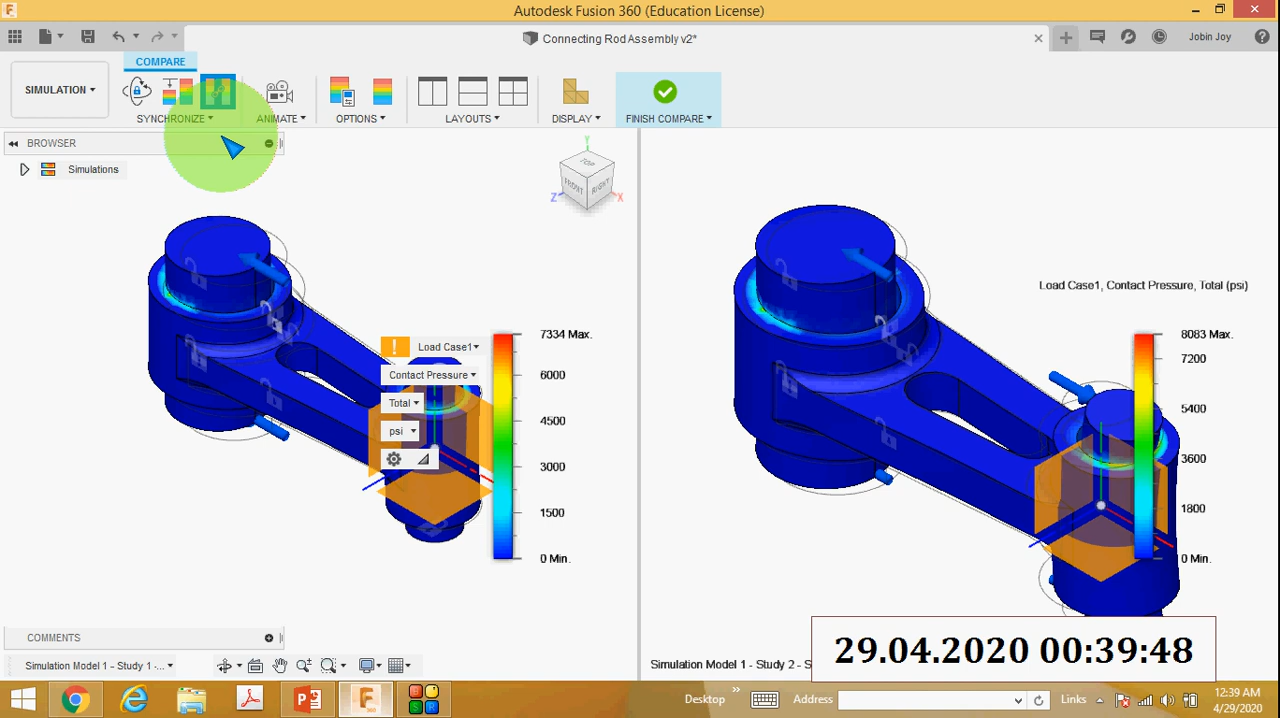 Autodesk Fusion 360 (Education License)
Connecting Rod Assembly v2*
Jobin Joy
COMPARE
SIMULATION
SYNCHRONIZE
ANIMATE
OPTIONS
LAYOUTS
DISPLAY
FINISH COMPARE
BROWSER
Simulations
TOP
FRONT
RIGHT
Y
Z
X
Load Case1, Contact Pressure, Total (psi)
Load Case1
Contact Pressure
Total
psi
7334 Max.
6000
4500
3000
1500
0 Min.
8083 Max.
7200
5400
3600
1800
0 Min.
COMMENTS
Simulation Model 1 - Study 1 -...
Simulation Model 1 - Study 2 - S
29.04.2020 00:39:48
Desktop
Address
Links
12:39 AM
4/29/2020